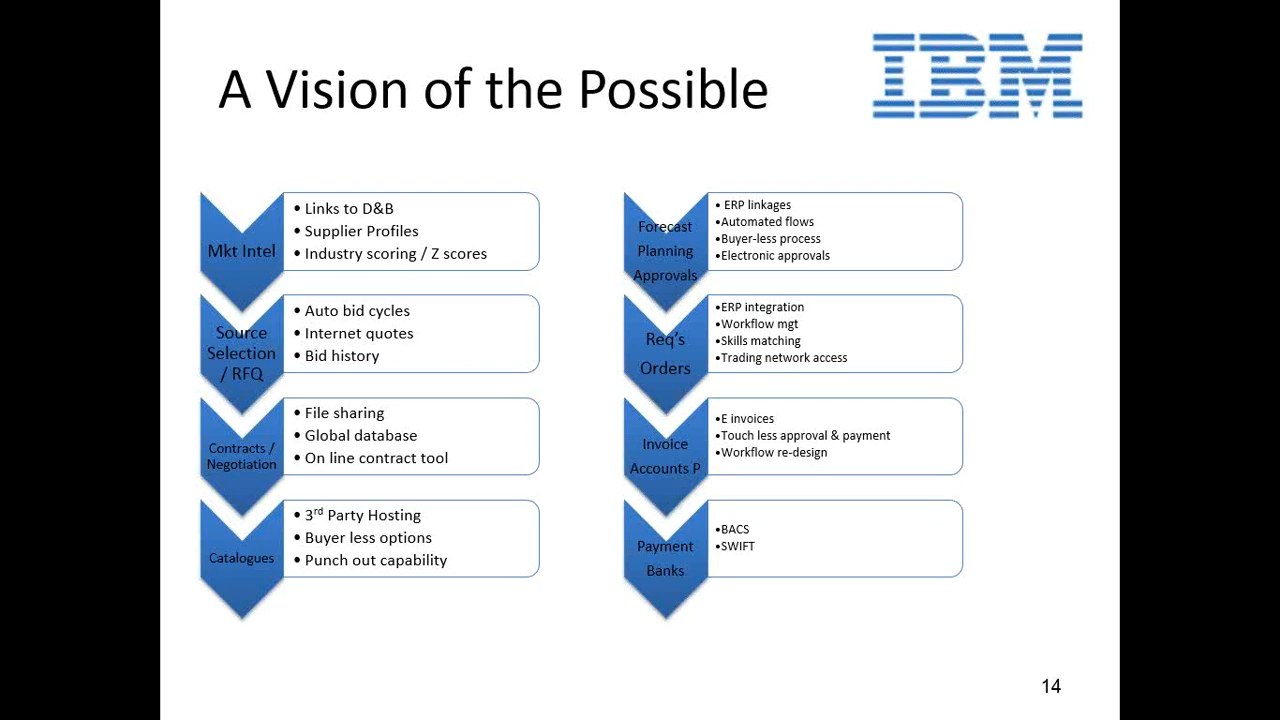 A Vision of the Possible
IBM
Mkt Intel
• Links to D&B
• Supplier Profiles
• Industry scoring / Z scores
Source
Selection
/ RFQ
• Auto bid cycles
• Internet quotes
• Bid history
Contracts /
Negotiation
• File sharing
• Global database
• On line contract tool
Catalogues
• 3rd Party Hosting
• Buyer less options
• Punch out capability
Forecast
Planning
Approvals
• ERP linkages
•Automated flows
•Buyer-less process
•Electronic approvals
Req's
Orders
•ERP integration
•Workflow mgt
•Skills matching
•Trading network access
Invoice
Accounts P
•E invoices
•Touch less approval & payment
•Workflow re-design
Payment
Banks
•BACS
•SWIFT
14